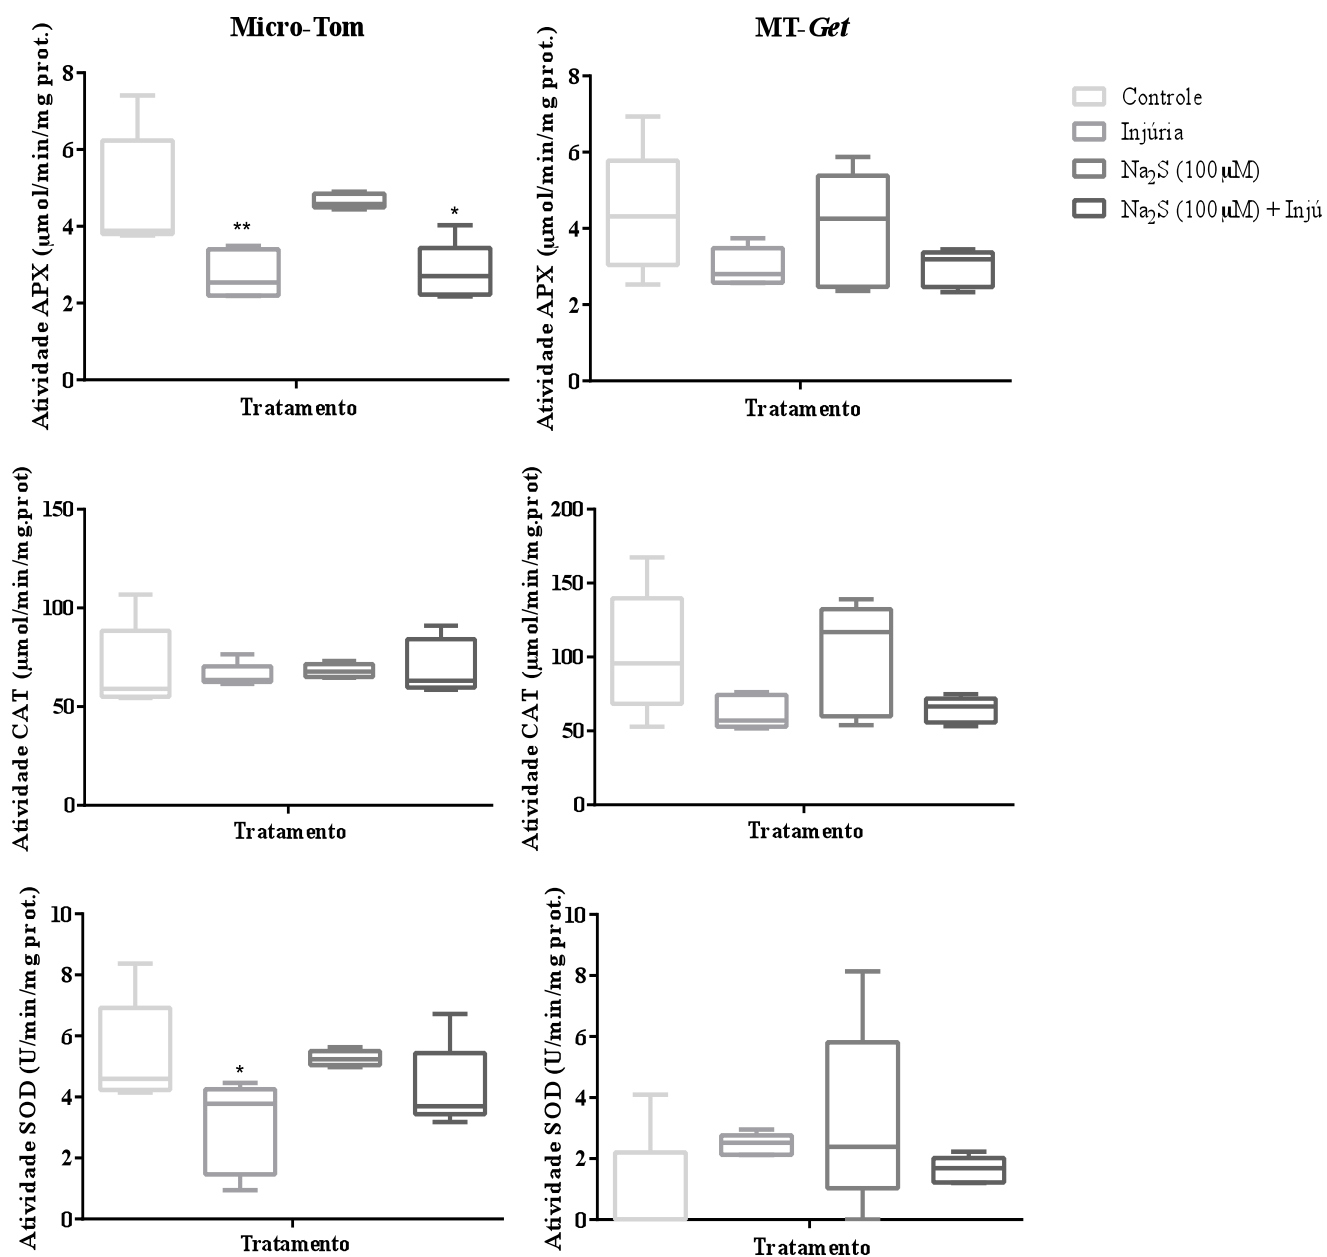 Micro-Tom
MT-Get
Atividade APX (µmol/min/mg prot.)
8
6
4
2
0
**
*
Tratamento
Atividade APX (µmol/min/mg prot.)
8
6
4
2
0
Tratamento
Controle
Injúria
Na₂S (100 µM)
Na₂S (100 µM) + Injú
Atividade CAT (µmol/min/mg.prot)
150
100
50
0
Tratamento
Atividade CAT (µmol/min/mg.prot)
200
150
100
50
0
Tratamento
Atividade SOD (U/min/mg prot.)
10
8
6
4
2
0
*
Tratamento
Atividade SOD (U/min/mg prot.)
10
8
6
4
2
0
Tratamento